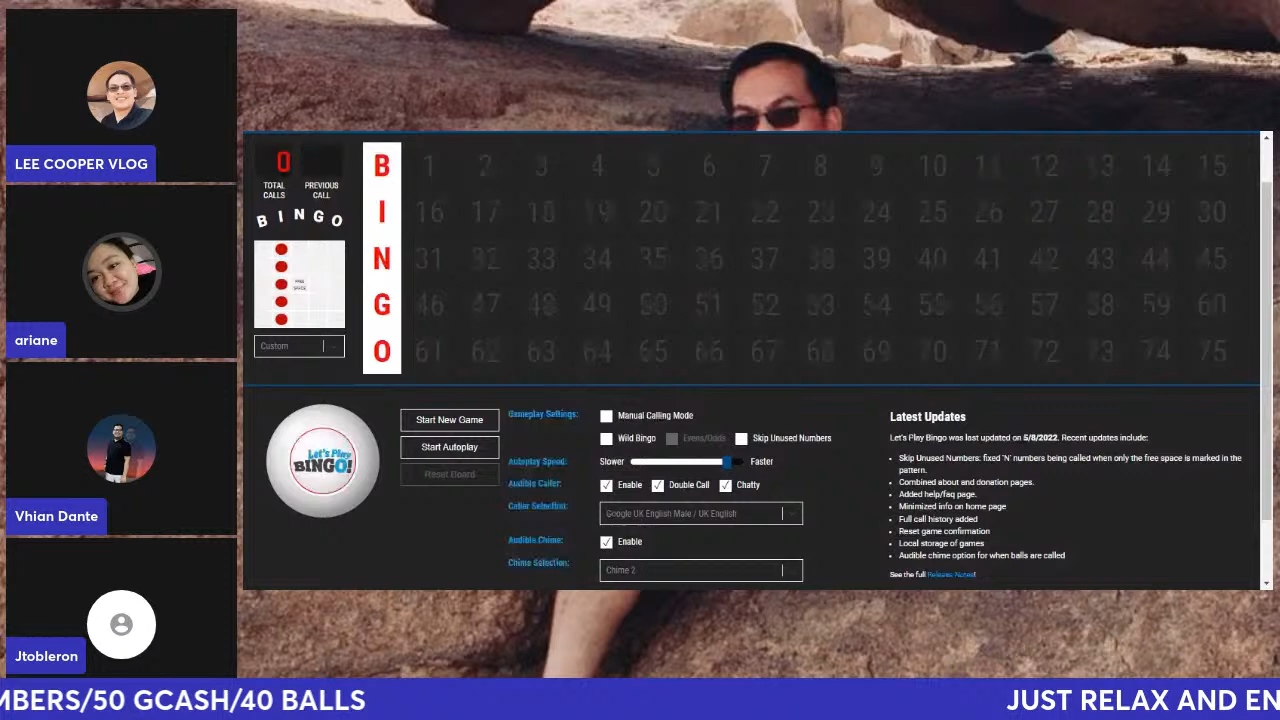 LEE COOPER VLOG
ariane
Vhian Dante
Jtobleron
0
TOTAL CALLS
PREVIOUS CALL
B I N G O
FREE SPACE
Custom
B 1 2 3 4 5 6 7 8 9 10 11 12 13 14 15
I 16 17 18 19 20 21 22 23 24 25 26 27 28 29 30
N 31 32 33 34 35 36 37 38 39 40 41 42 43 44 45
G 46 47 48 49 50 51 52 53 54 55 56 57 58 59 60
O 61 62 63 64 65 66 67 68 69 70 71 72 73 74 75
Let's Play
BINGO!
Start New Game
Start Autoplay
Reset Board
Gameplay Settings:
Manual Calling Mode
Wild Bingo Evens/Odds Skip Unused Numbers
Autoplay Speed: Slower Faster
Audible Caller: Enable Double Call Chatty
Caller Selection: Google UK English Male / UK English
Audible Chime: Enable
Chime Selection: Chime 2
Latest Updates
Let's Play Bingo was last updated on 5/8/2022. Recent updates include:
Skip Unused Numbers: fixed 'N' numbers being called when only the free space is marked in the
pattern.
Combined about and donation pages.
Added help/faq page.
Minimized info on home page
Full call history added
Reset game confirmation
Local storage of games
Audible chime option for when balls are called
See the full Release Notes!
MBERS/50 GCASH/40 BALLS
JUST RELAX AND EN